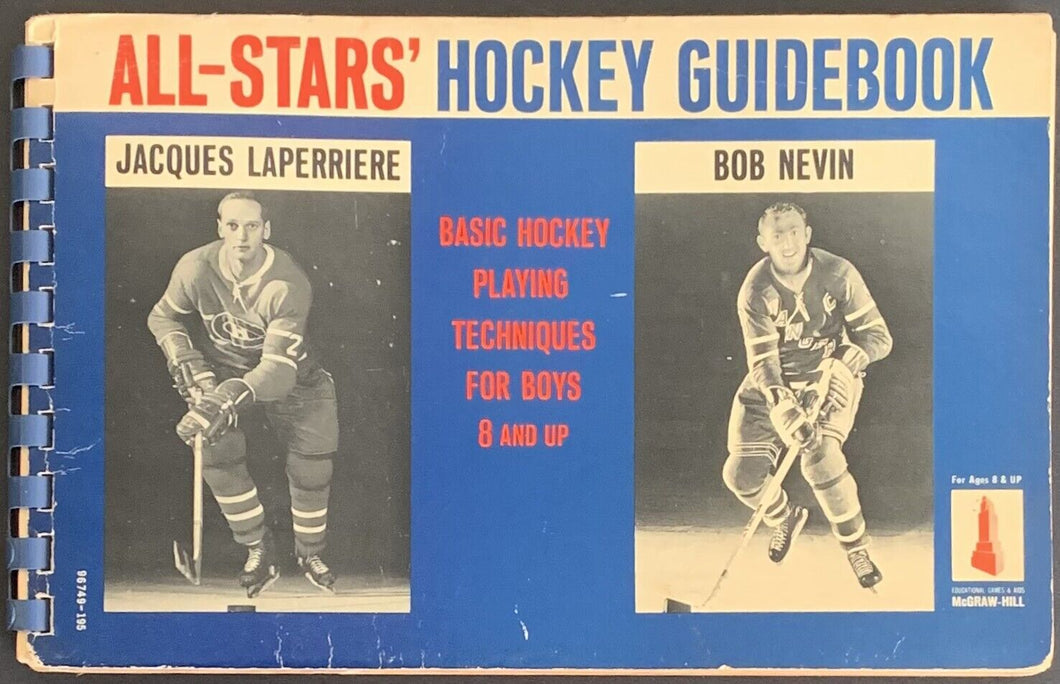 ALL-STARS' HOCKEY GUIDEBOOK
JACQUES LAPERRIERE
BASIC HOCKEY
PLAYING
TECHNIQUES
FOR BOYS
8 AND UP
BOB NEVIN
2
For Ages 8 & UP
EDUCATIONAL GAMES & AIDS
McGRAW-HILL
96749-195